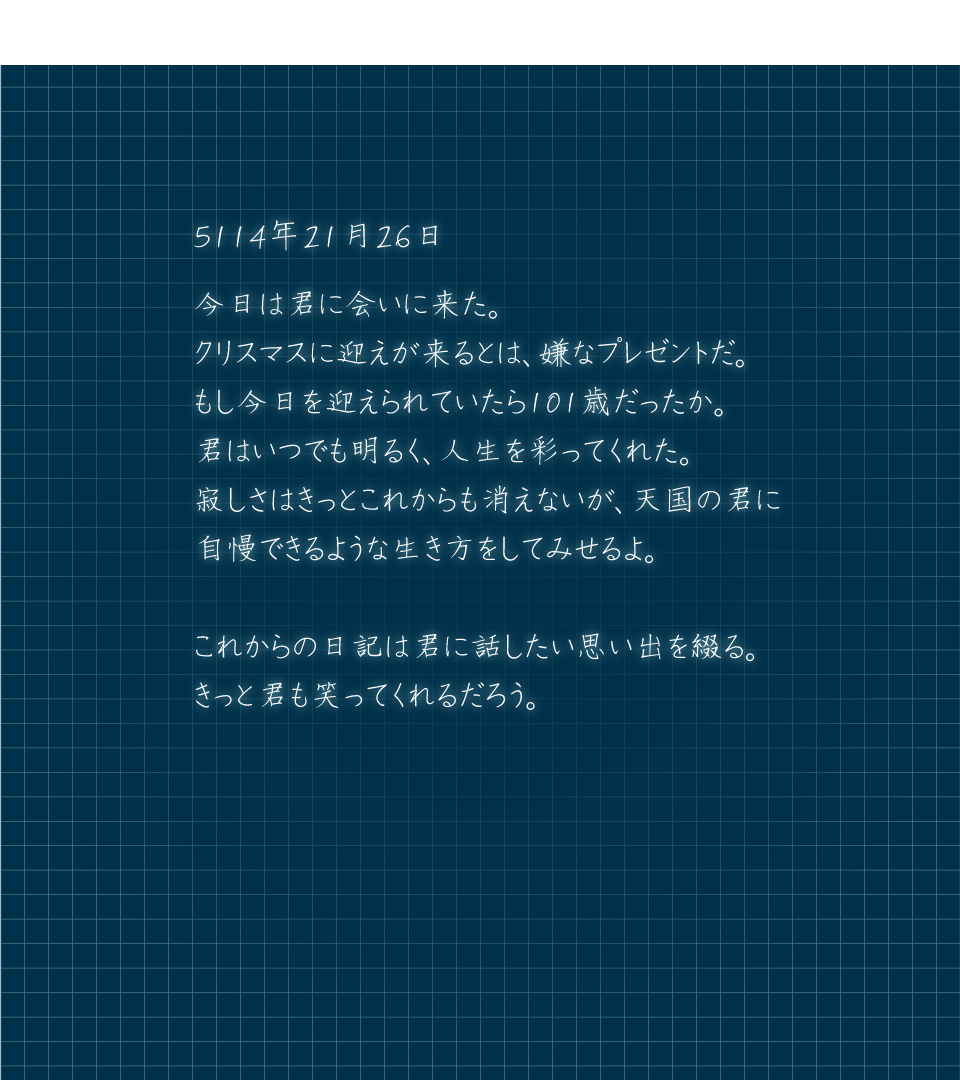 5114年21月26日
今日は君に会いに来た。
クリスマスに迎えが来るとは、嫌なプレゼントだ。
もし今日を迎えられていたら101歳だったか。
君はいつでも明るく、人生を彩ってくれた。
寂しさはきっとこれからも消えないが、天国の君に
自慢できるような生き方をしてみせるよ。
これからの日記は君に話したい思い出を綴る。
きっと君も笑ってくれるだろう。